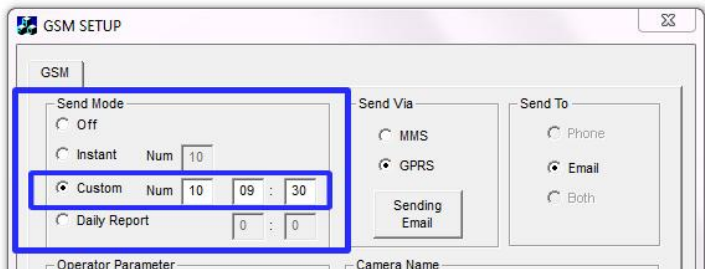 GSM SETUP
GSM
Send Mode
Off
Instant Num 10
Custom Num 10 09 : 30
Daily Report 0 : 0
Send Via
MMS
GPRS
Sending
Email
Send To
Phone
Email
Both
Operator Parameter
Camera Name